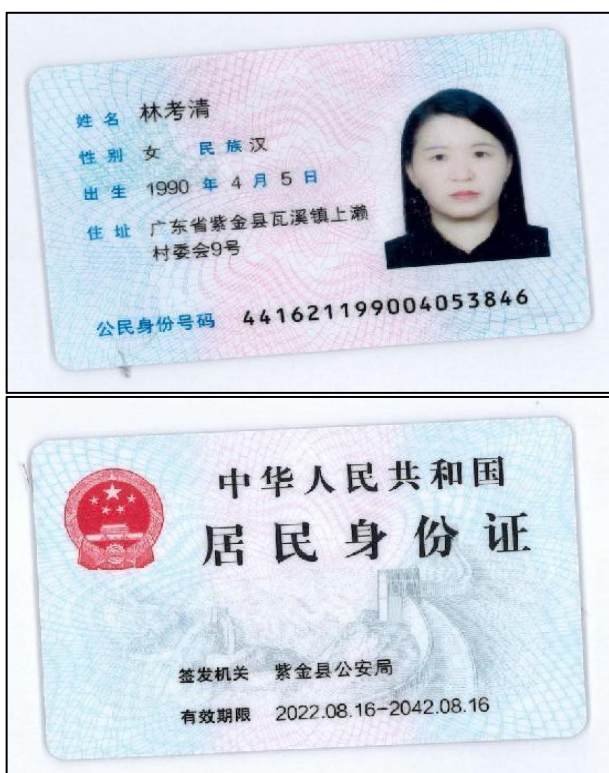 姓名 林考清
性别 女 民族 汉
出生 1990 年 4 月 5 日
住址 广东省紫金县瓦溪镇上濑
村委会9号
公民身份号码 441621199004053846
中华人民共和国
居民身份证
签发机关 紫金县公安局
有效期限 2022.08.16-2042.08.16